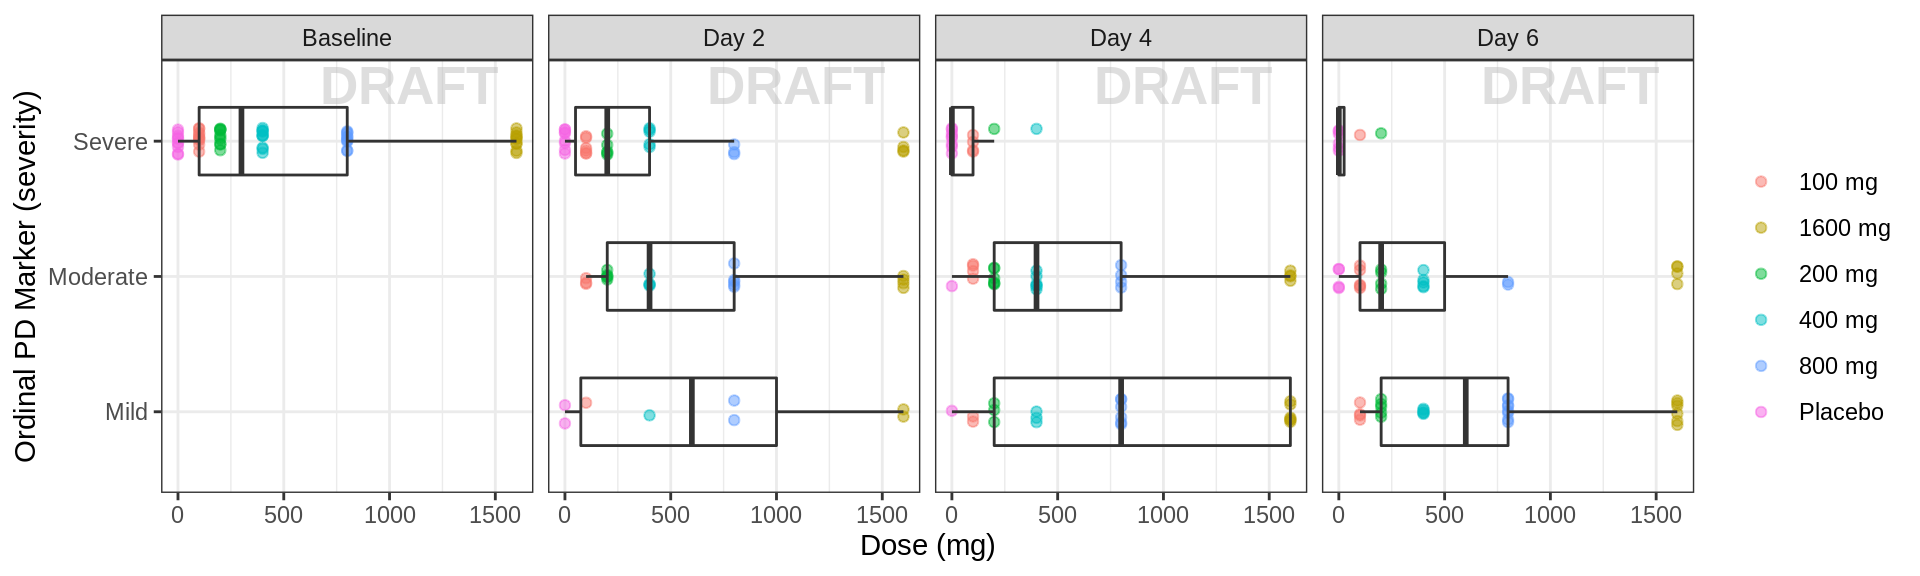 Baseline Day 2 Day 4 Day 6
DRAFT DRAFT DRAFT DRAFT
Ordinal PD Marker (severity)
Severe
Moderate
Mild
0 500 1000 1500 0 500 1000 1500 0 500 1000 1500 0 500 1000 1500
Dose (mg)
100 mg
1600 mg
200 mg
400 mg
800 mg
Placebo